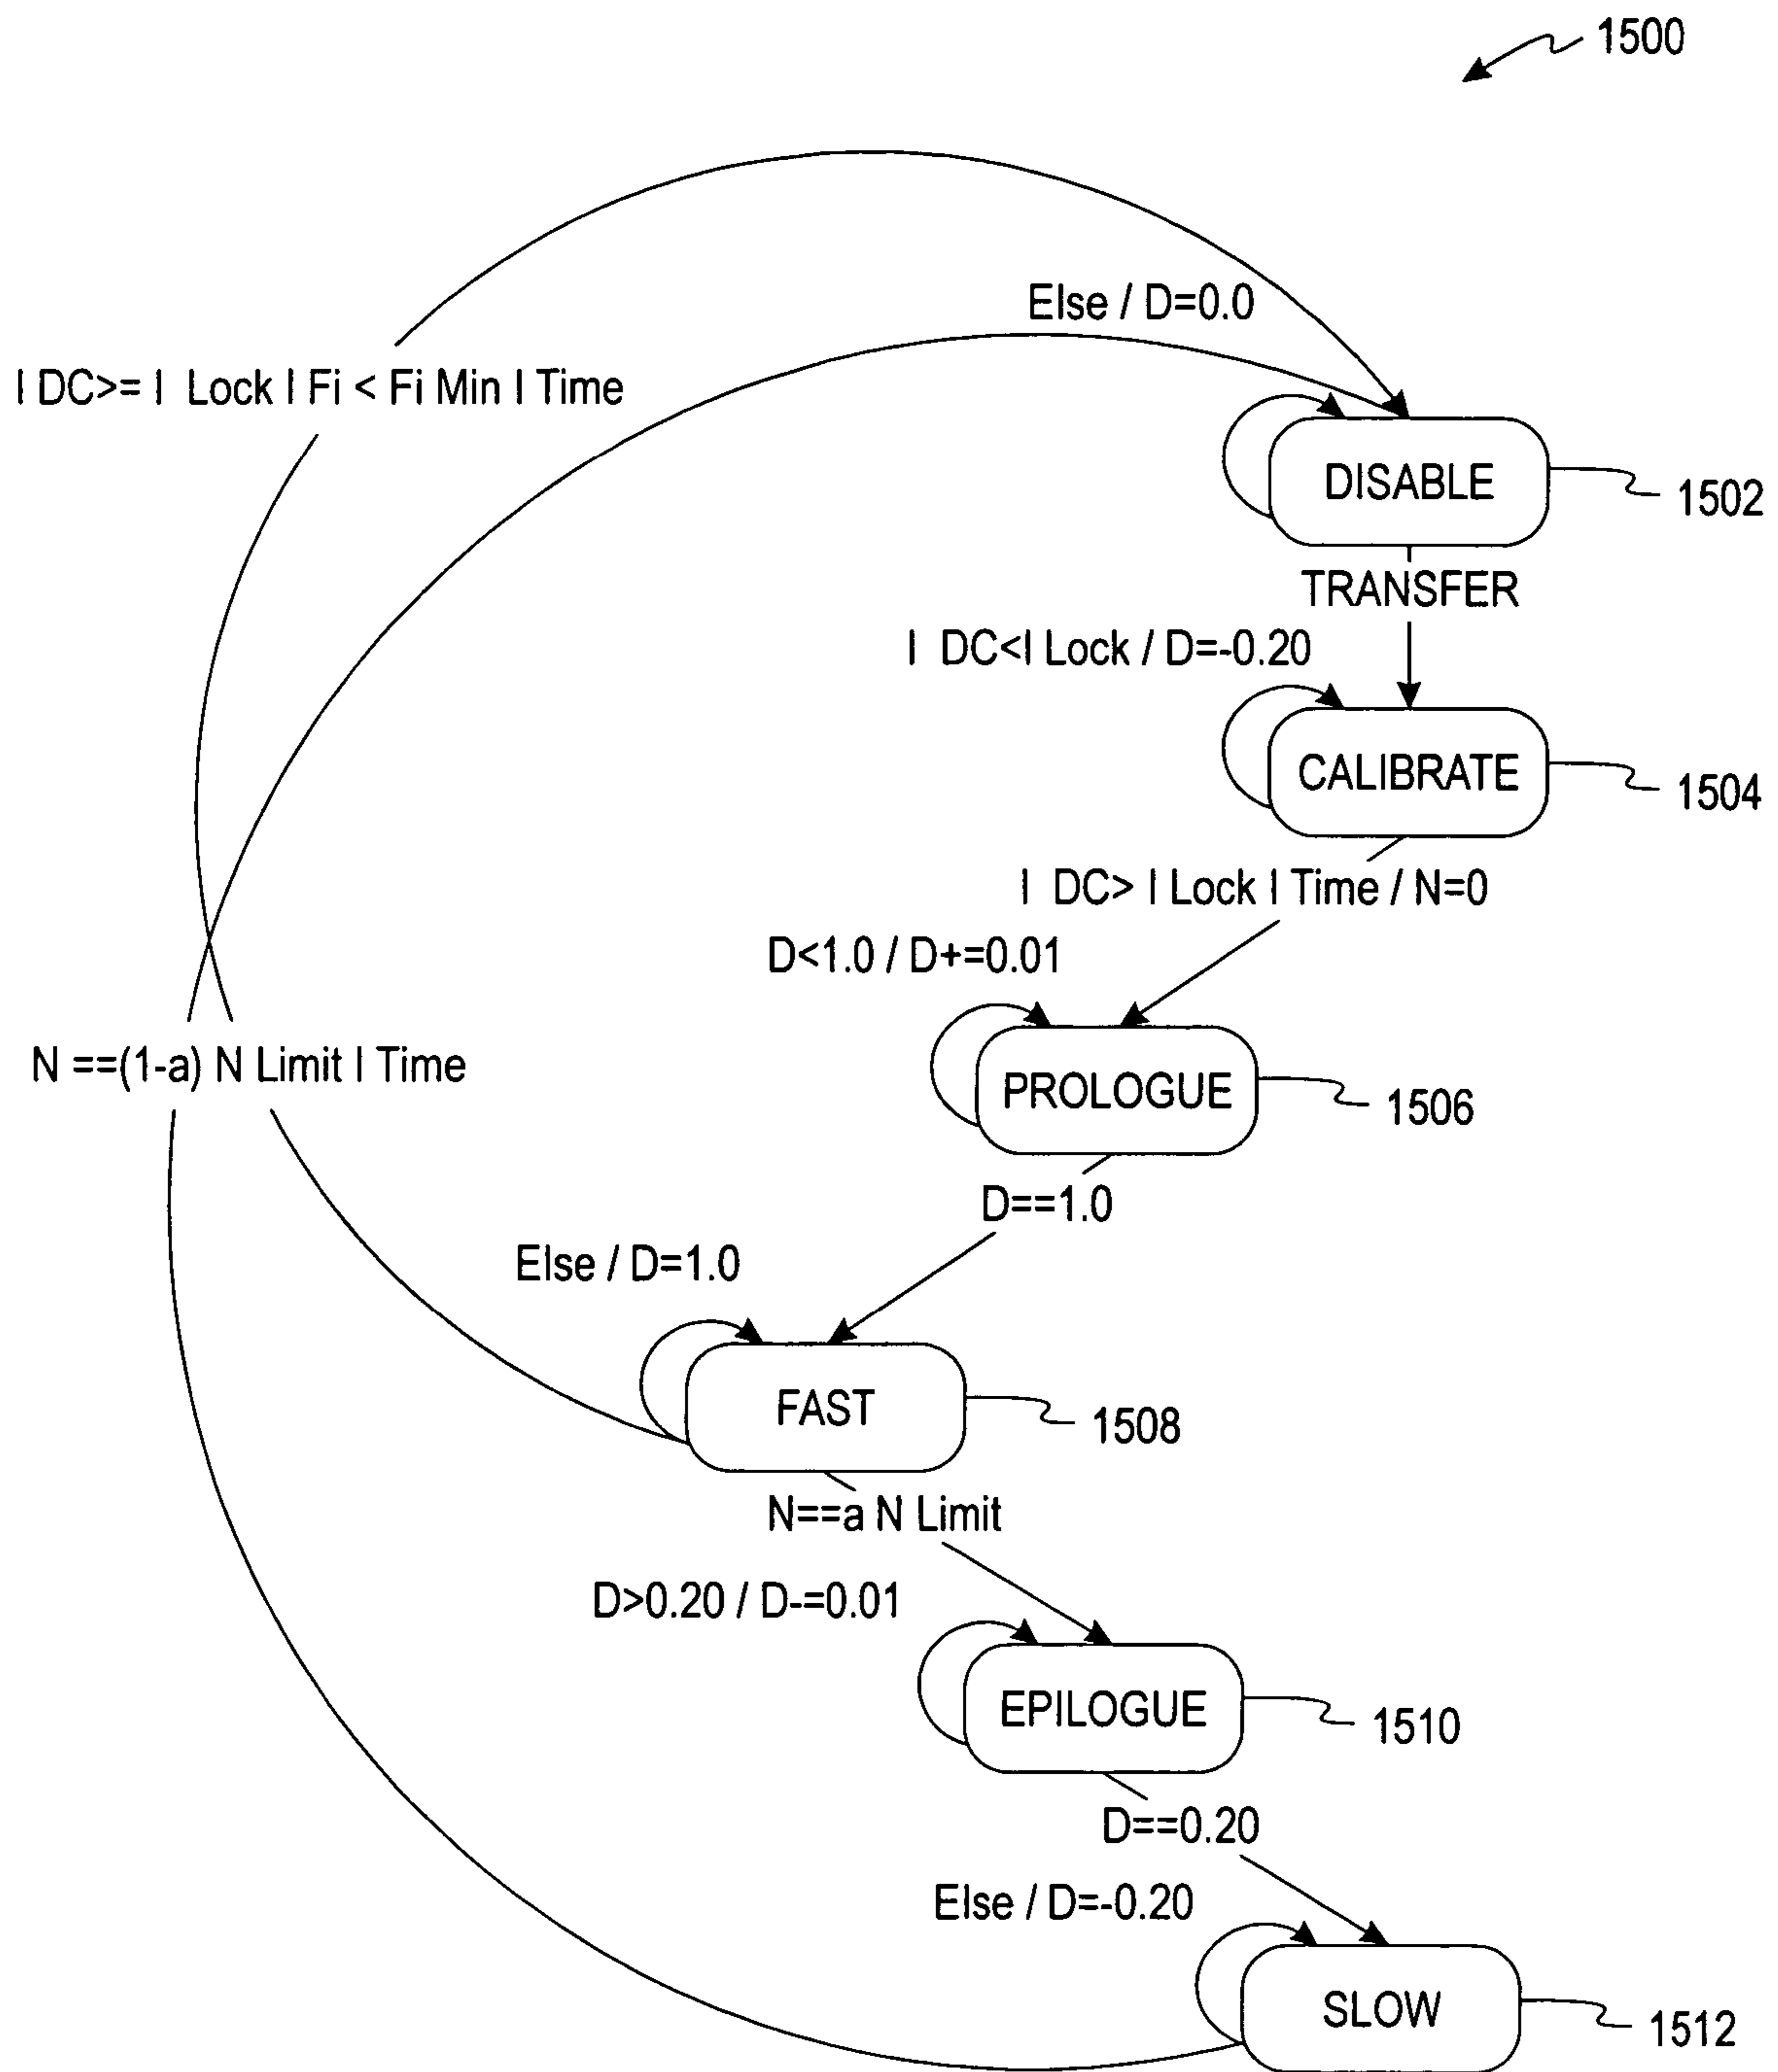 1500
Else / D=0.0
I DC>= I Lock I Fi < Fi Min I Time
DISABLE
1502
TRANSFER
I DC<I Lock / D=-0.20
CALIBRATE
1504
I DC> I Lock I Time / N=0
D<1.0 / D+=0.01
N ==(1-a) N Limit I Time
PROLOGUE
1506
D==1.0
Else / D=1.0
FAST
1508
N==a N Limit
D>0.20 / D-=0.01
EPILOGUE
1510
D==0.20
Else / D=-0.20
SLOW
1512